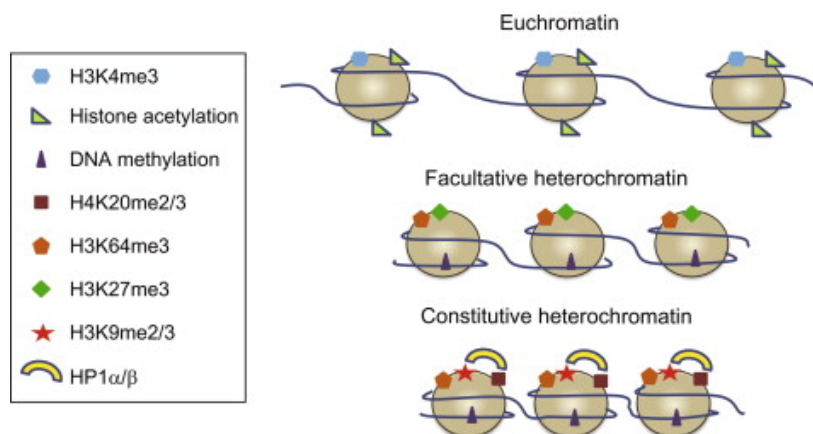 Euchromatin
H3K4me3
Histone acetylation
DNA methylation
H4K20me2/3
H3K64me3
H3K27me3
H3K9me2/3
HP1α/β
Facultative heterochromatin
Constitutive heterochromatin